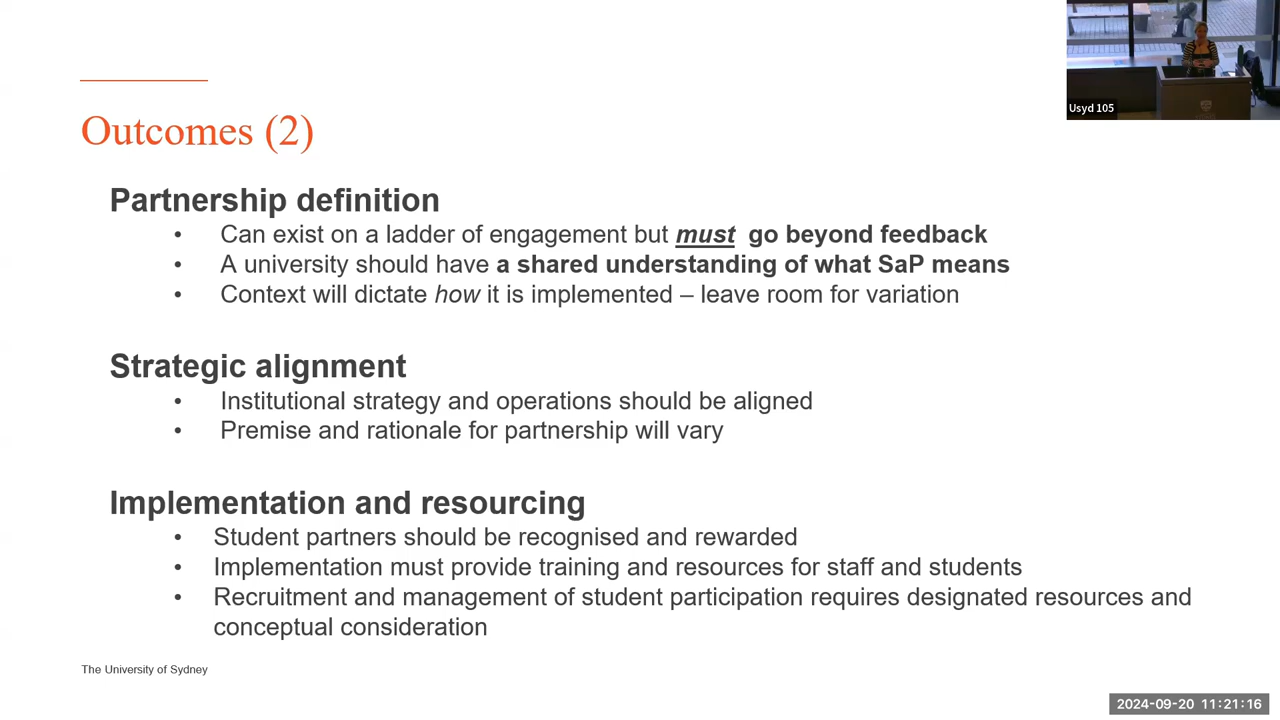 Usyd 105
Outcomes (2)
Partnership definition
• Can exist on a ladder of engagement but must go beyond feedback
• A university should have a shared understanding of what SaP means
• Context will dictate how it is implemented – leave room for variation
Strategic alignment
• Institutional strategy and operations should be aligned
• Premise and rationale for partnership will vary
Implementation and resourcing
• Student partners should be recognised and rewarded
• Implementation must provide training and resources for staff and students
• Recruitment and management of student participation requires designated resources and
conceptual consideration
The University of Sydney
2024-09-20 11:21:16